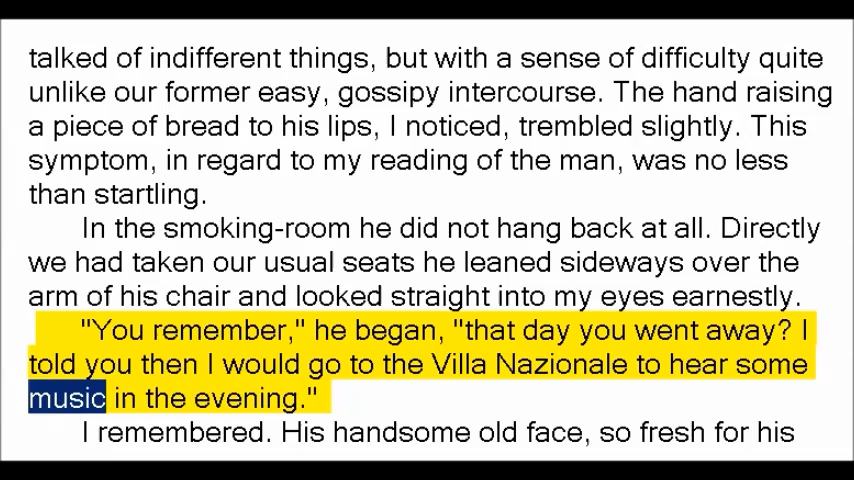 talked of indifferent things, but with a sense of difficulty quite
unlike our former easy, gossipy intercourse. The hand raising
a piece of bread to his lips, I noticed, trembled slightly. This
symptom, in regard to my reading of the man, was no less
than startling.
In the smoking-room he did not hang back at all. Directly
we had taken our usual seats he leaned sideways over the
arm of his chair and looked straight into my eyes earnestly.
"You remember," he began, "that day you went away? I
told you then I would go to the Villa Nazionale to hear some
music in the evening."
I remembered. His handsome old face, so fresh for his